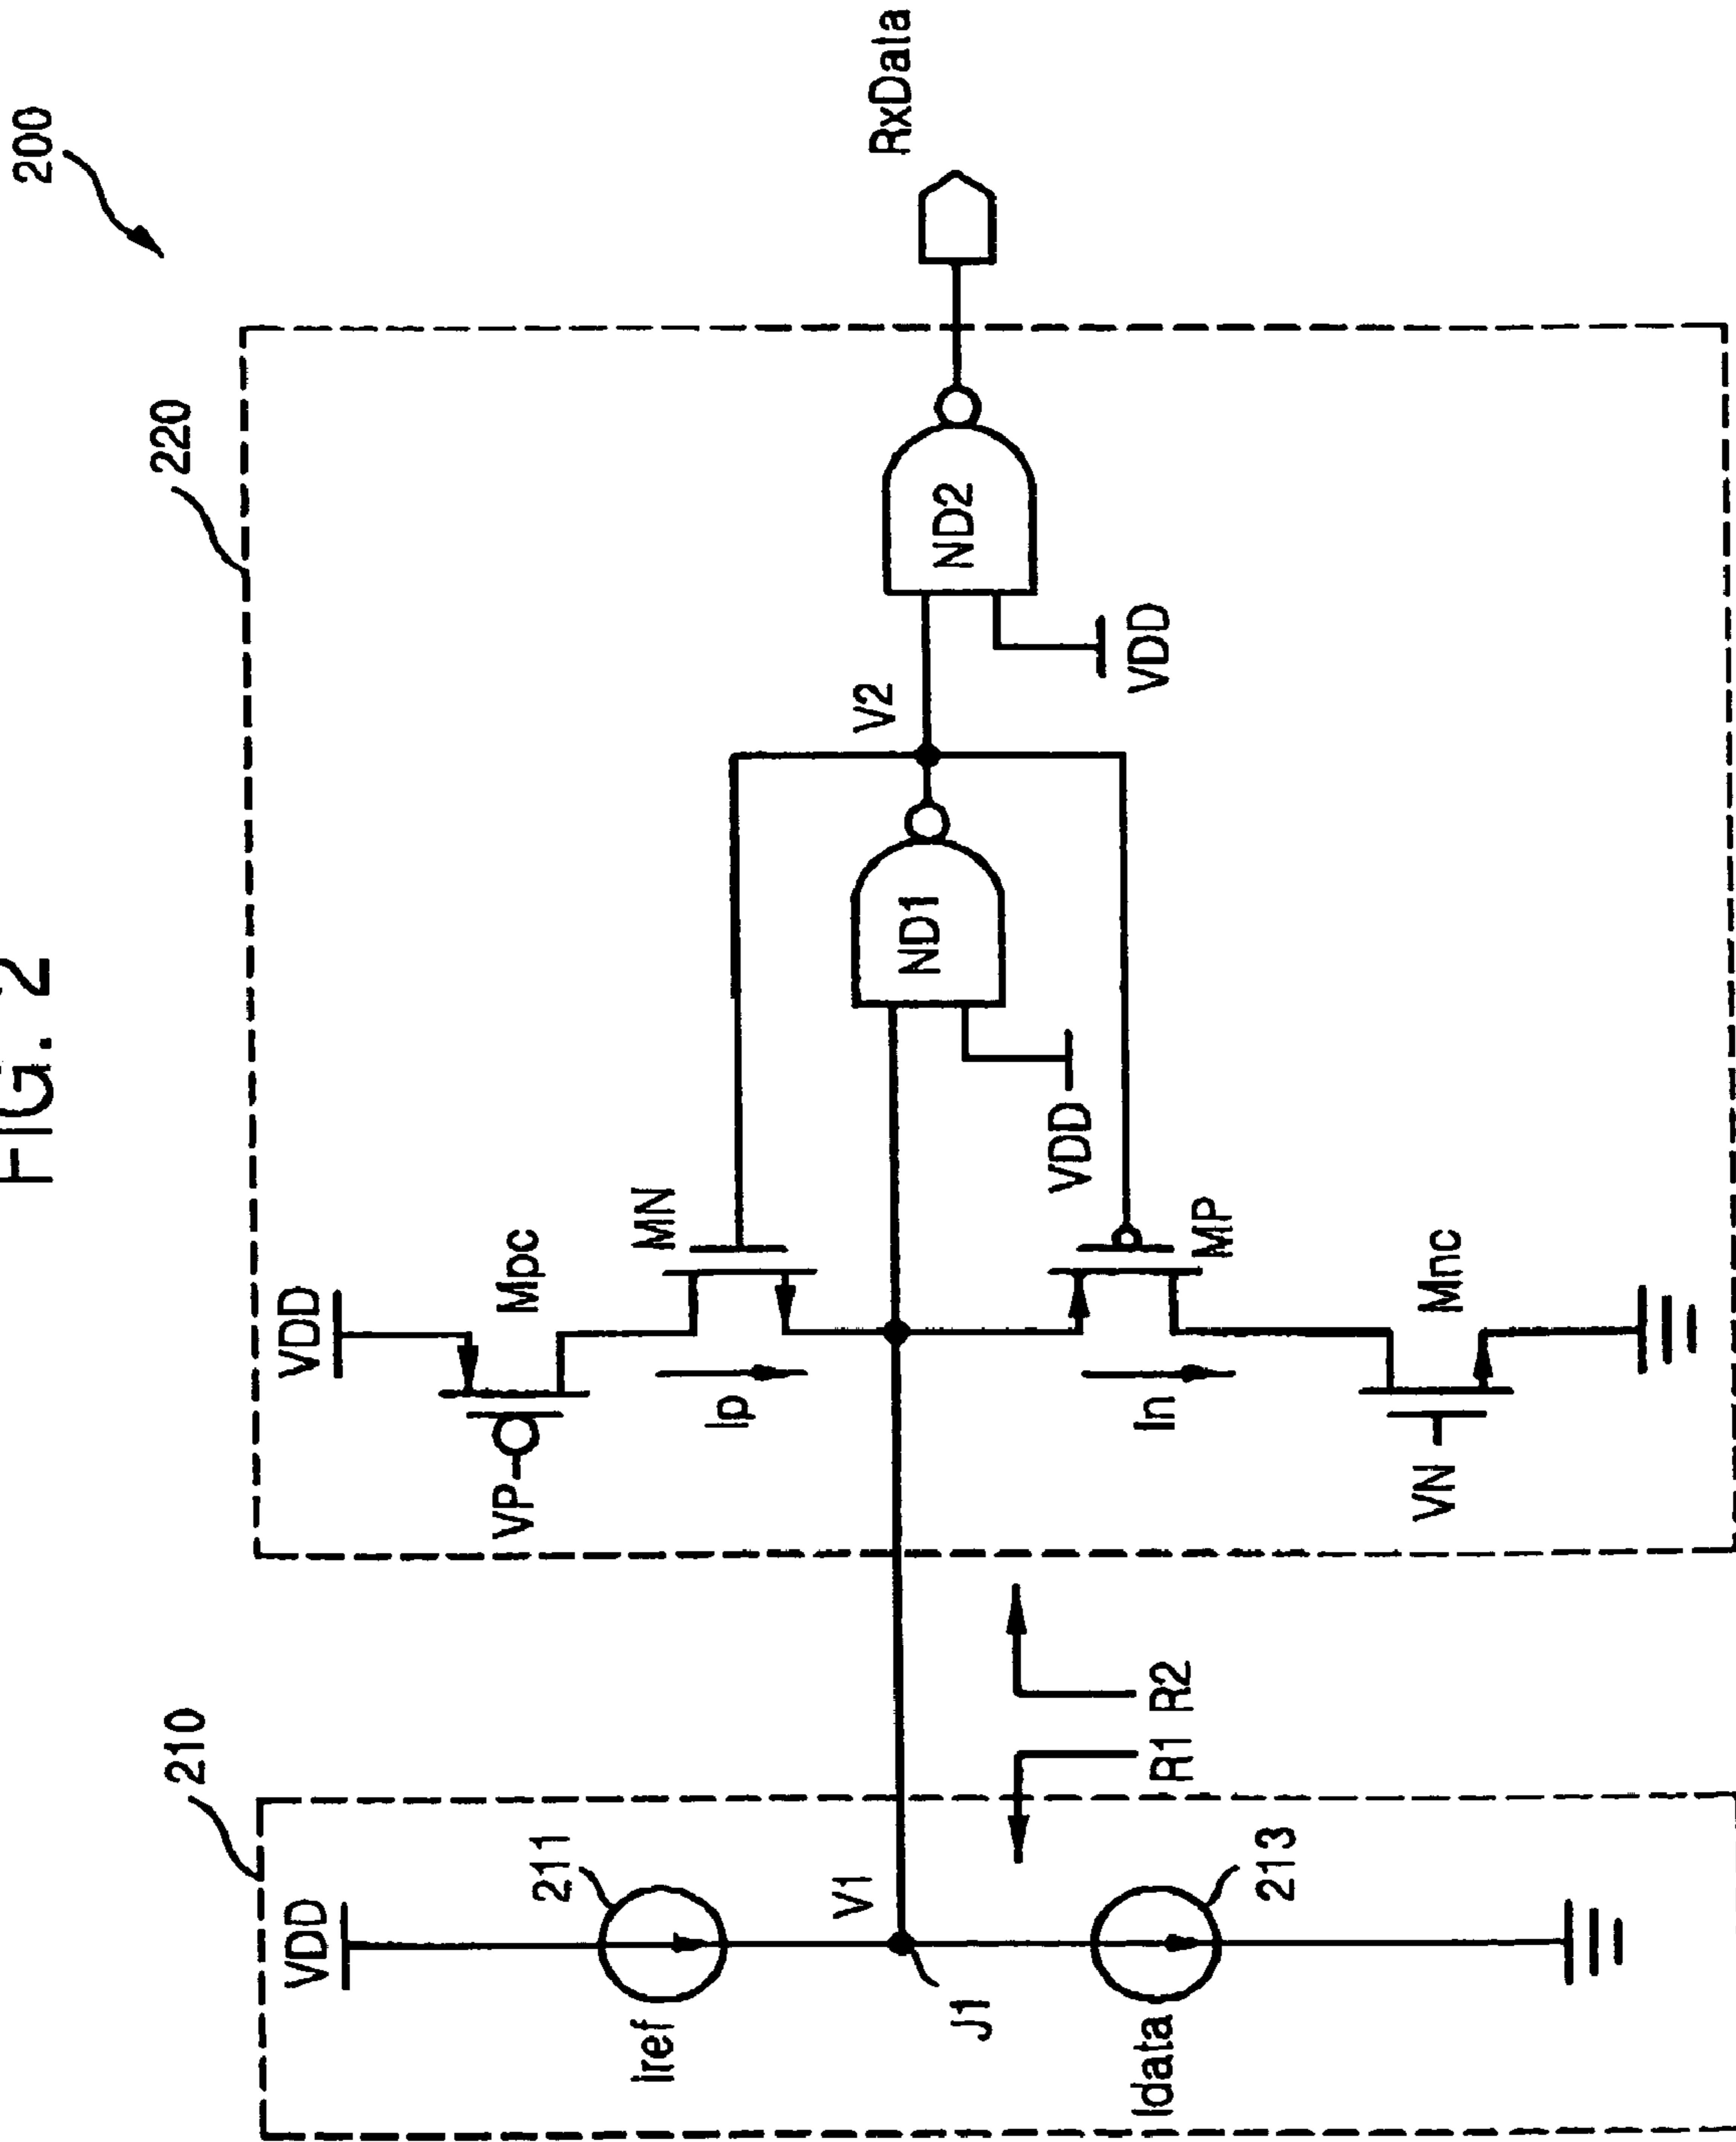 FIG. 2
200
210
220
VDD
211
Iref
V1
J1
213
Idata
R1
R2
VDD
VP
Mpc
MN
Ip
In
MP
VN
Mnc
ND1
VDD
V2
ND2
VDD
RxData